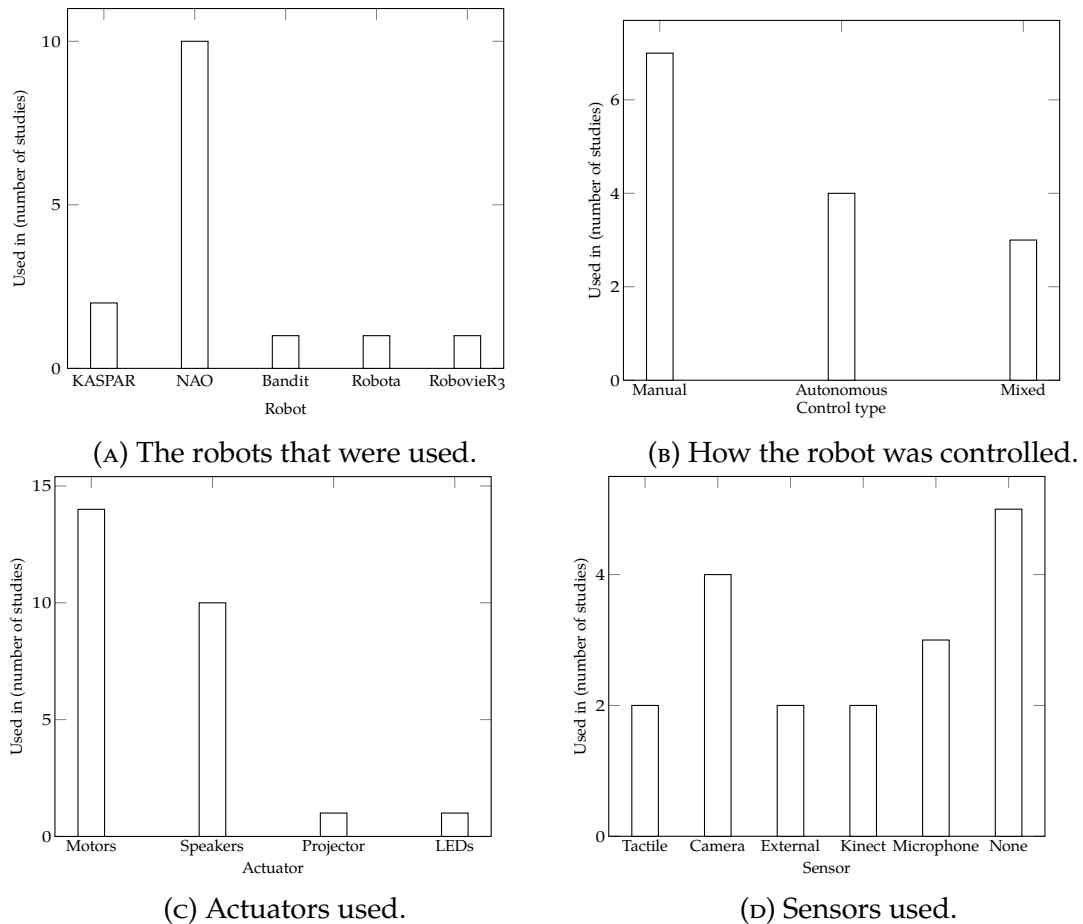 10
5
0
Used in (number of studies)
KASPAR NAO Bandit Robota RobovieR3
Robot
(A) The robots that were used.
6
4
2
0
Used in (number of studies)
Manual Autonomous Mixed
Control type
(B) How the robot was controlled.
15
10
5
0
Used in (number of studies)
Motors Speakers Projector LEDs
Actuator
(C) Actuators used.
4
2
0
Used in (number of studies)
Tactile Camera External Kinect Microphone None
Sensor
(D) Sensors used.